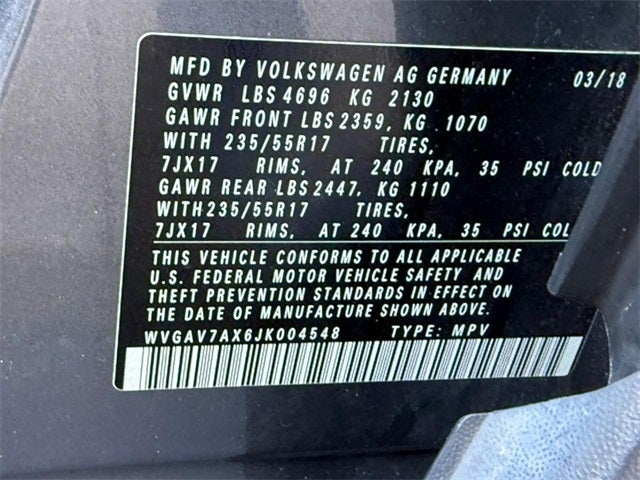 MFD BY VOLKSWAGEN AG GERMANY 03/18
GVWR LBS 4696 KG 2130
GAWR FRONT LBS 2359, KG 1070
WITH 235/55R17 TIRES,
7JX17 RIMS, AT 240 KPA, 35 PSI COLD
GAWR REAR LBS 2447, KG 1110
WITH 235/55R17 TIRES,
7JX17 RIMS, AT 240 KPA, 35 PSI COL
THIS VEHICLE CONFORMS TO ALL APPLICABLE
U.S. FEDERAL MOTOR VEHICLE SAFETY AND
THEFT PREVENTION STANDARDS IN EFFECT ON
THE DATE OF MANUFACTURE SHOWN ABOVE.
WVGAV7AX6JK004548 TYPE: MPV